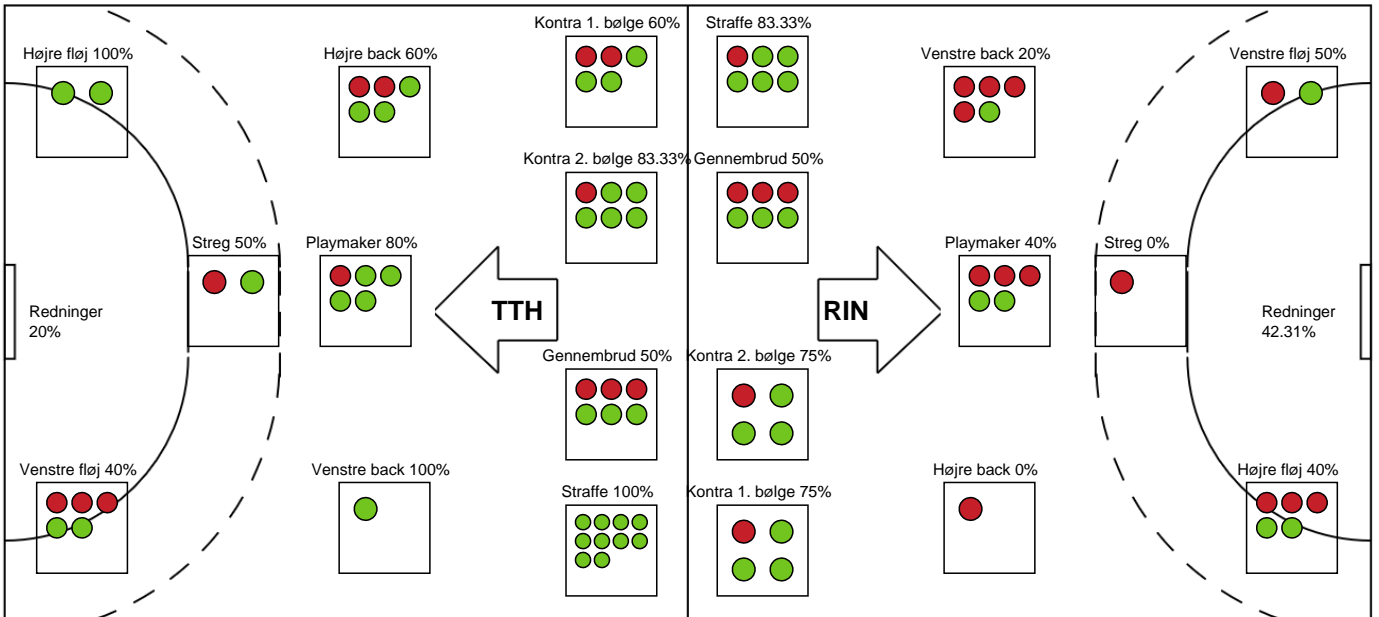 Kontra 1. bølge 60%
Straffe 83.33%
Højre fløj 100%
Højre back 60%
Venstre back 20%
Venstre fløj 50%
Kontra 2. bølge 83.33%
Gennembrud 50%
Streg 50%
Playmaker 80%
Playmaker 40%
Streg 0%
TTH
RIN
Redninger
20%
Redninger
42.31%
Gennembrud 50%
Kontra 2. bølge 75%
Venstre fløj 40%
Venstre back 100%
Højre back 0%
Højre fløj 40%
Straffe 100%
Kontra 1. bølge 75%